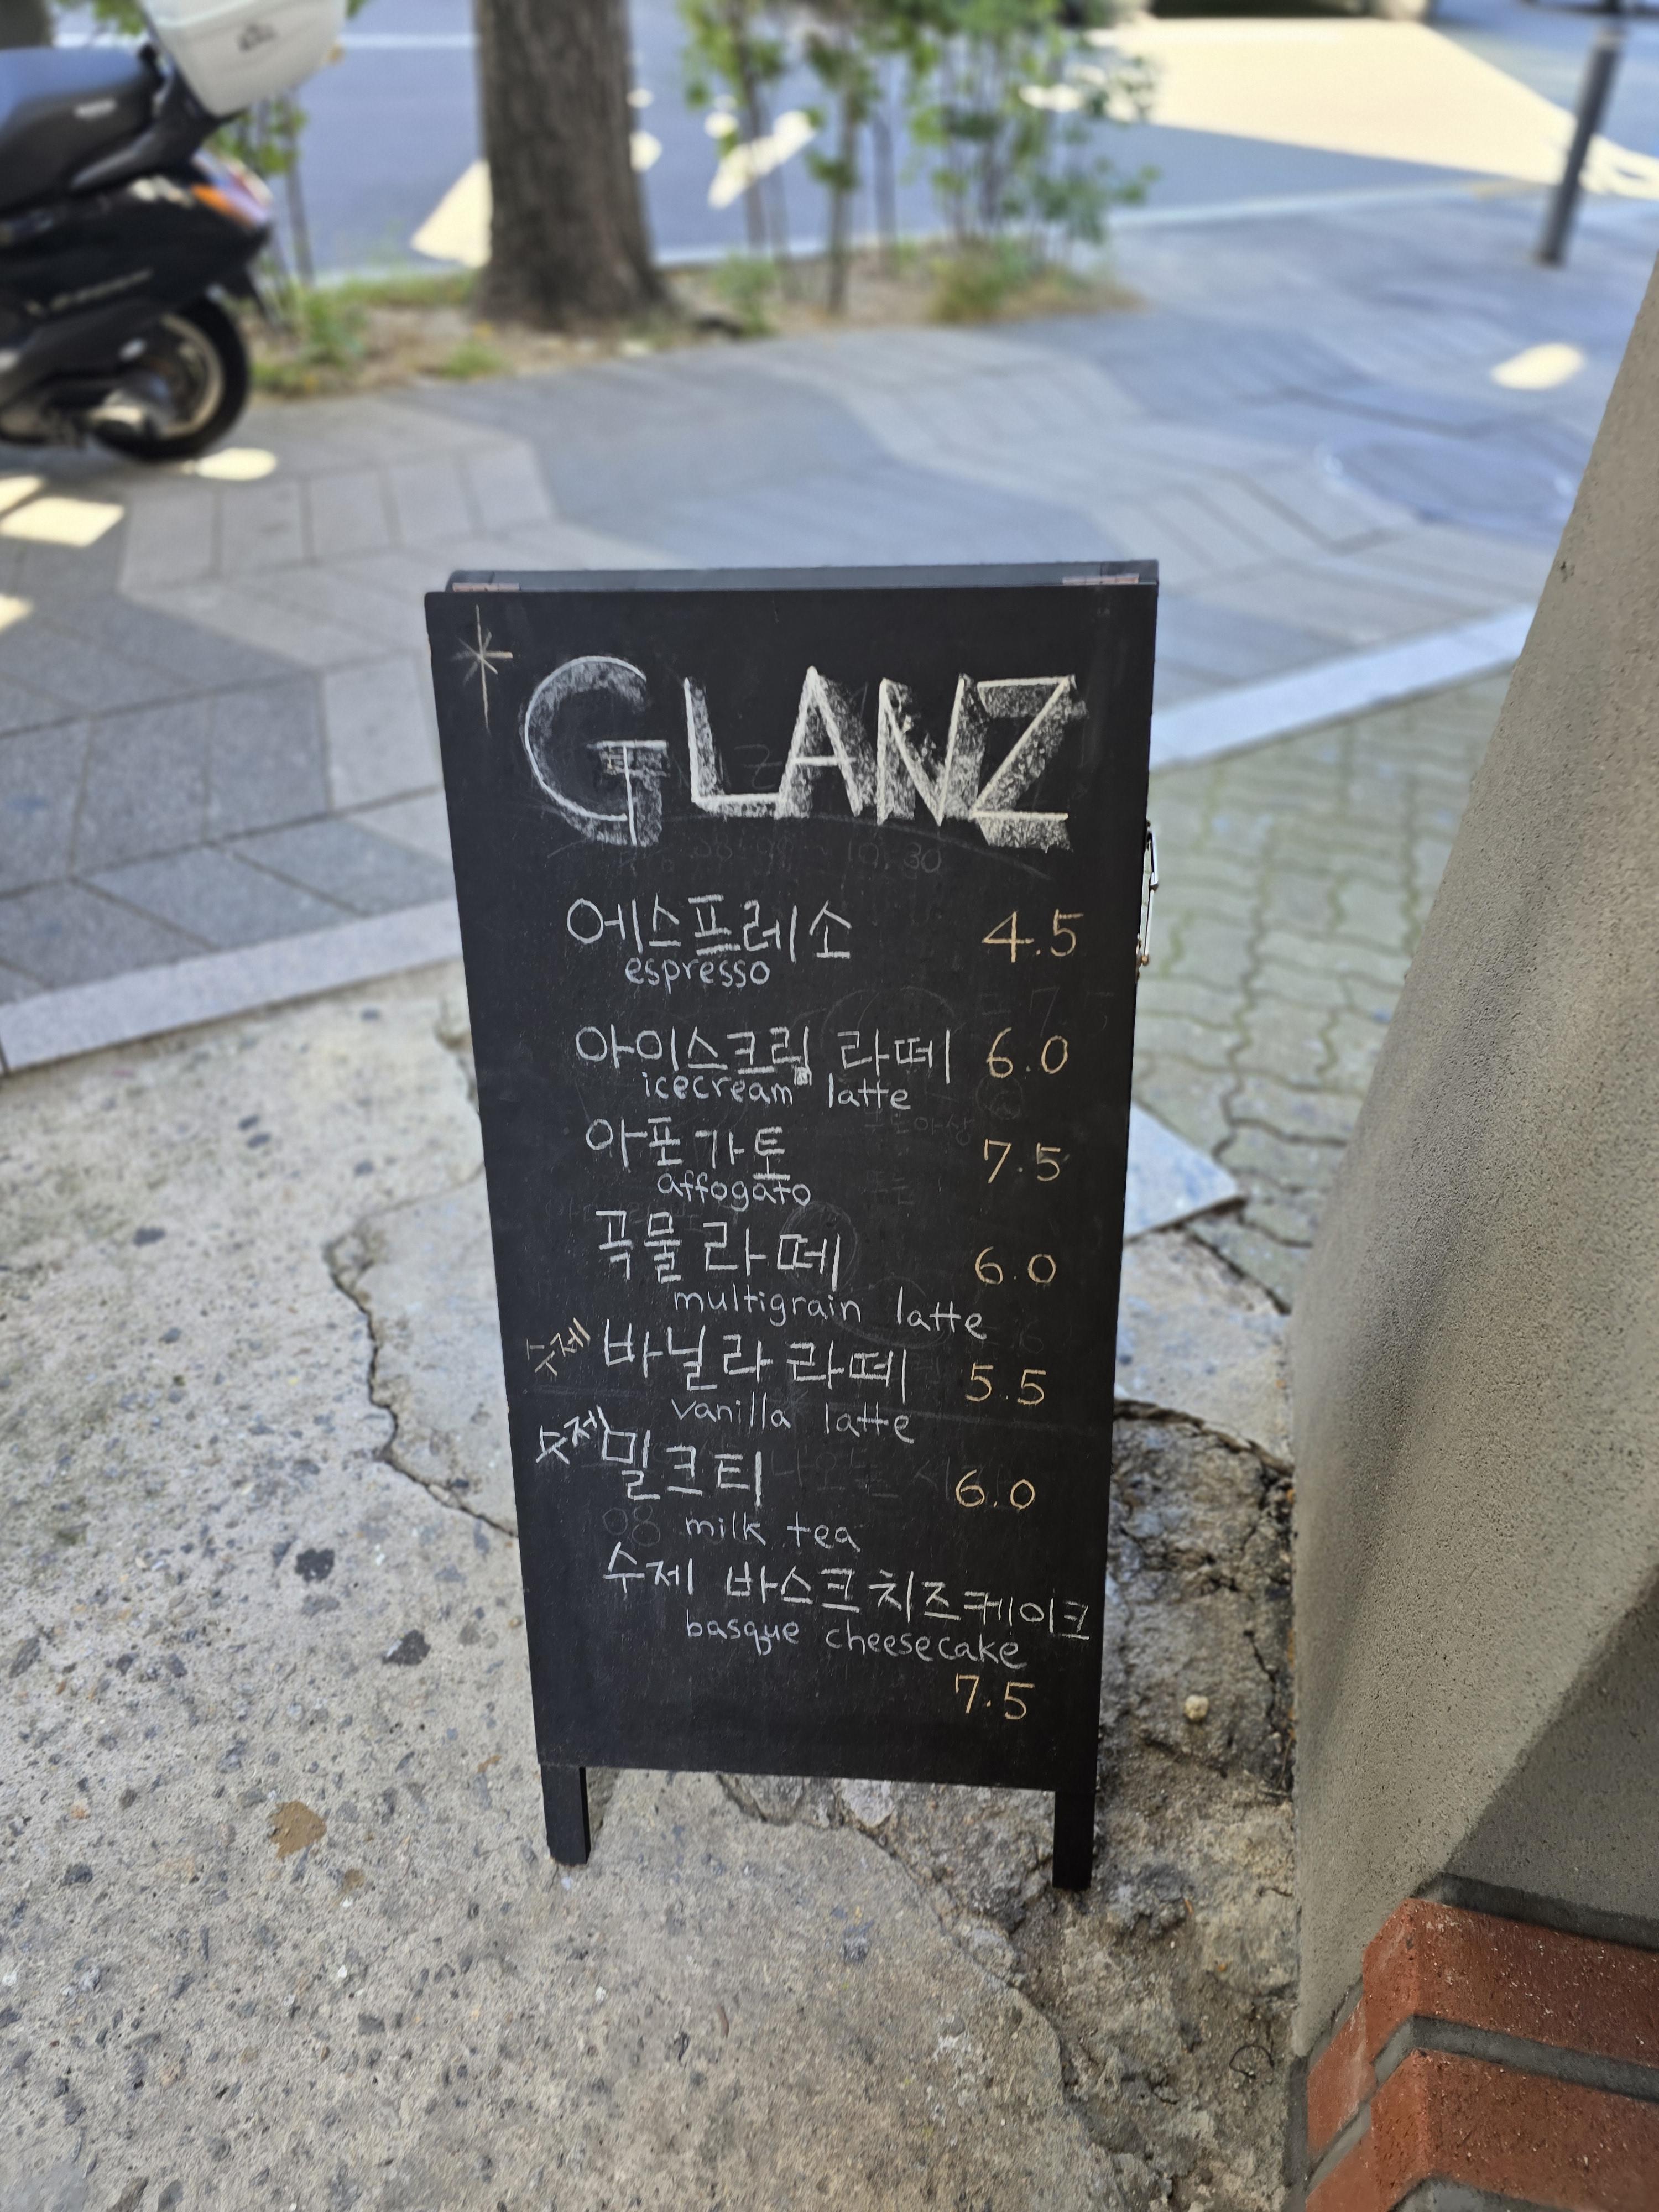 GLANZ
에스프레소 4.5
espresso
아이스크림 라떼 6.0
icecream latte
아포가토 7.5
affogato
곡물라떼 6.0
multigrain latte
수제 바닐라 라떼 5.5
vanilla latte
수제 밀크티 6.0
milk tea
수제 바스크치즈케이크
basque cheesecake
7.5